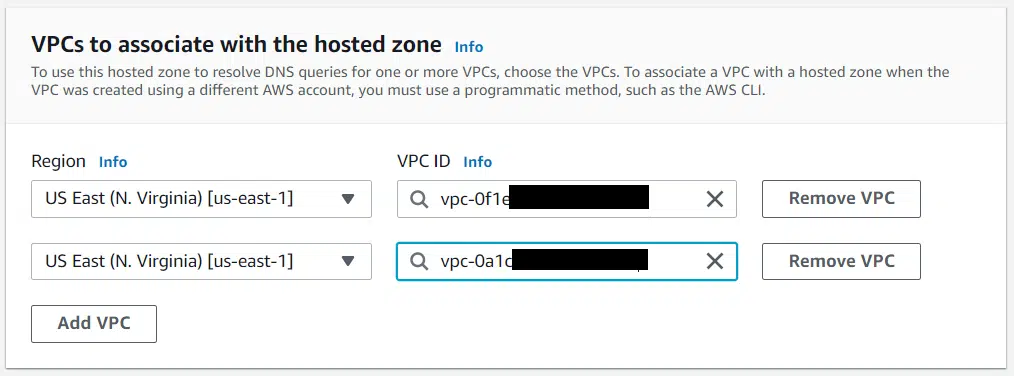 VPCs to associate with the hosted zone Info
To use this hosted zone to resolve DNS queries for one or more VPCs, choose the VPCs. To associate a VPC with a hosted zone when the
VPC was created using a different AWS account, you must use a programmatic method, such as the AWS CLI.
Region Info VPC ID Info
US East (N. Virginia) [us-east-1] vpc-0f1e Remove VPC
US East (N. Virginia) [us-east-1] vpc-0a1c Remove VPC
Add VPC